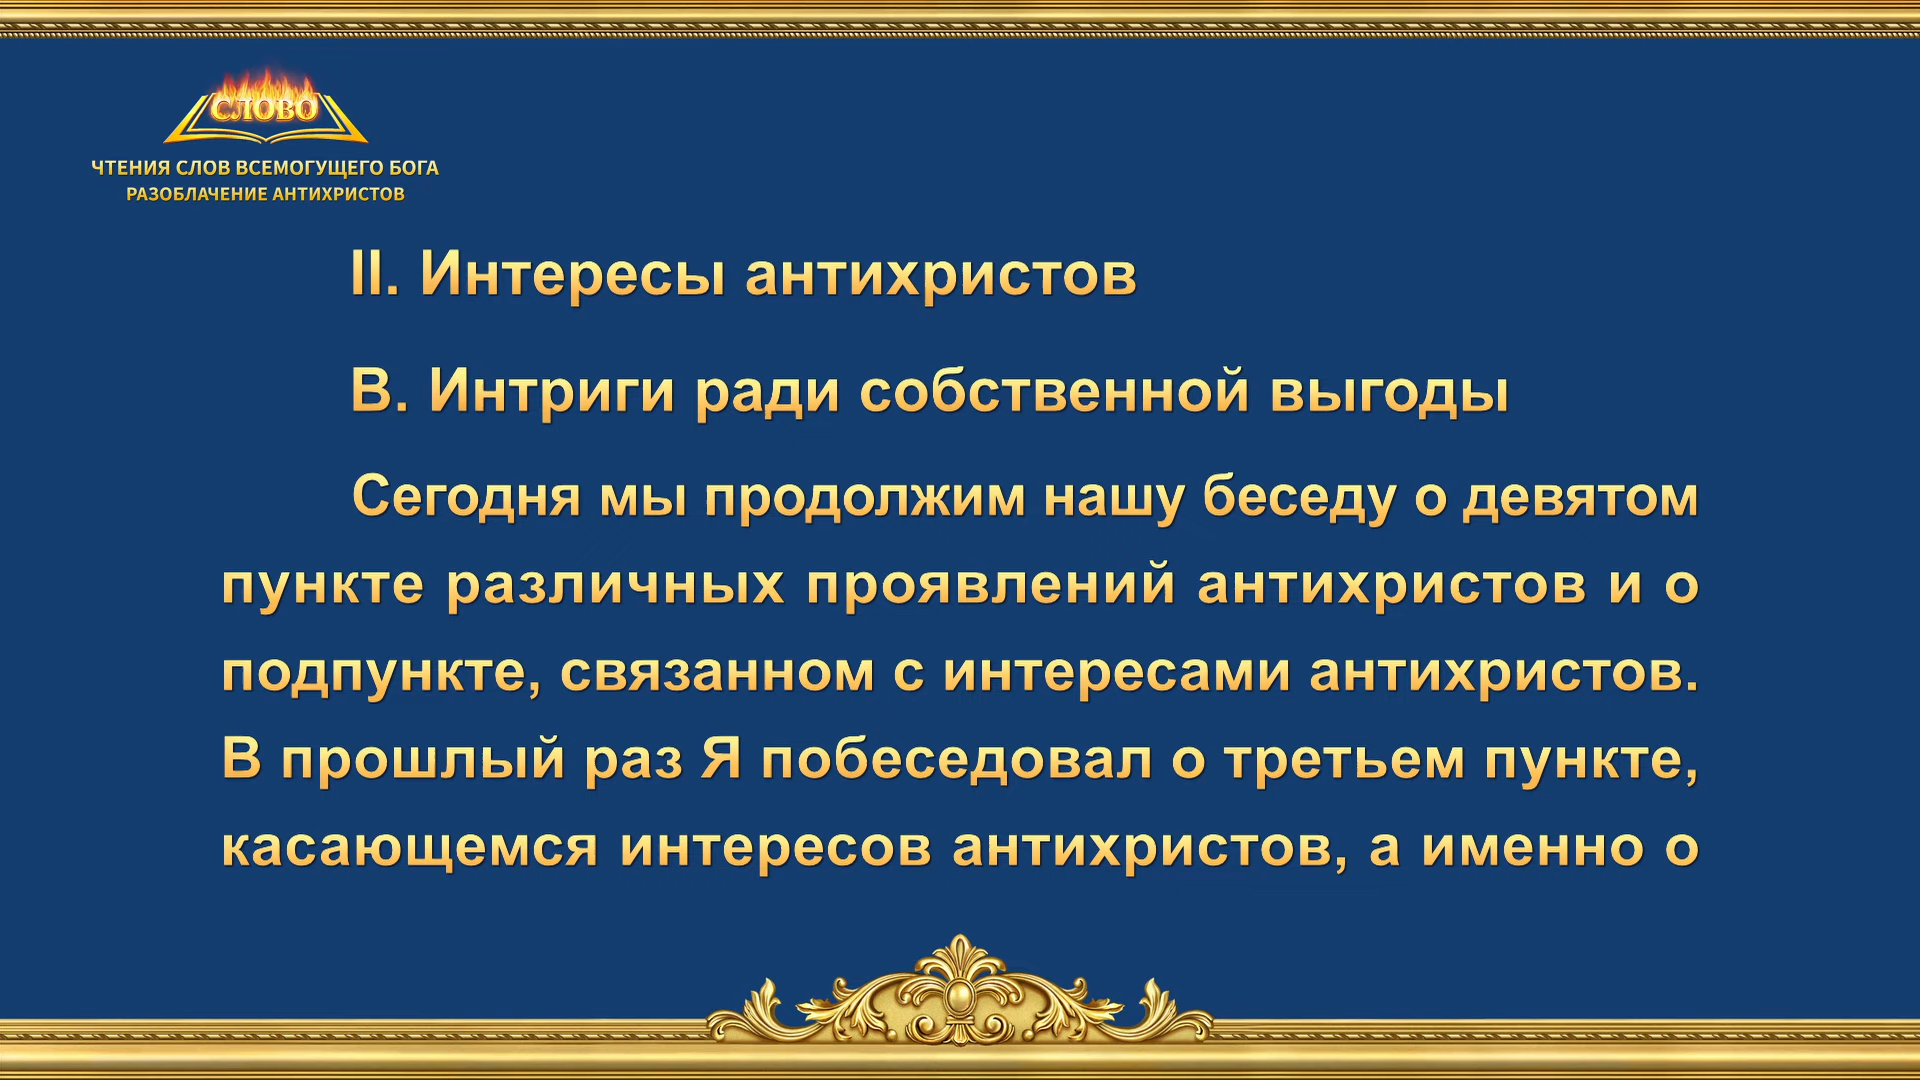 СЛОВО
ЧТЕНИЯ СЛОВ ВСЕМОГУЩЕГО БОГА
РАЗОБЛАЧЕНИЕ АНТИХРИСТОВ
II. Интересы антихристов
В. Интриги ради собственной выгоды
Сегодня мы продолжим нашу беседу о девятом
пункте различных проявлений антихристов и о
подпункте, связанном с интересами антихристов.
В прошлый раз Я побеседовал о третьем пункте,
касающемся интересов антихристов, а именно о